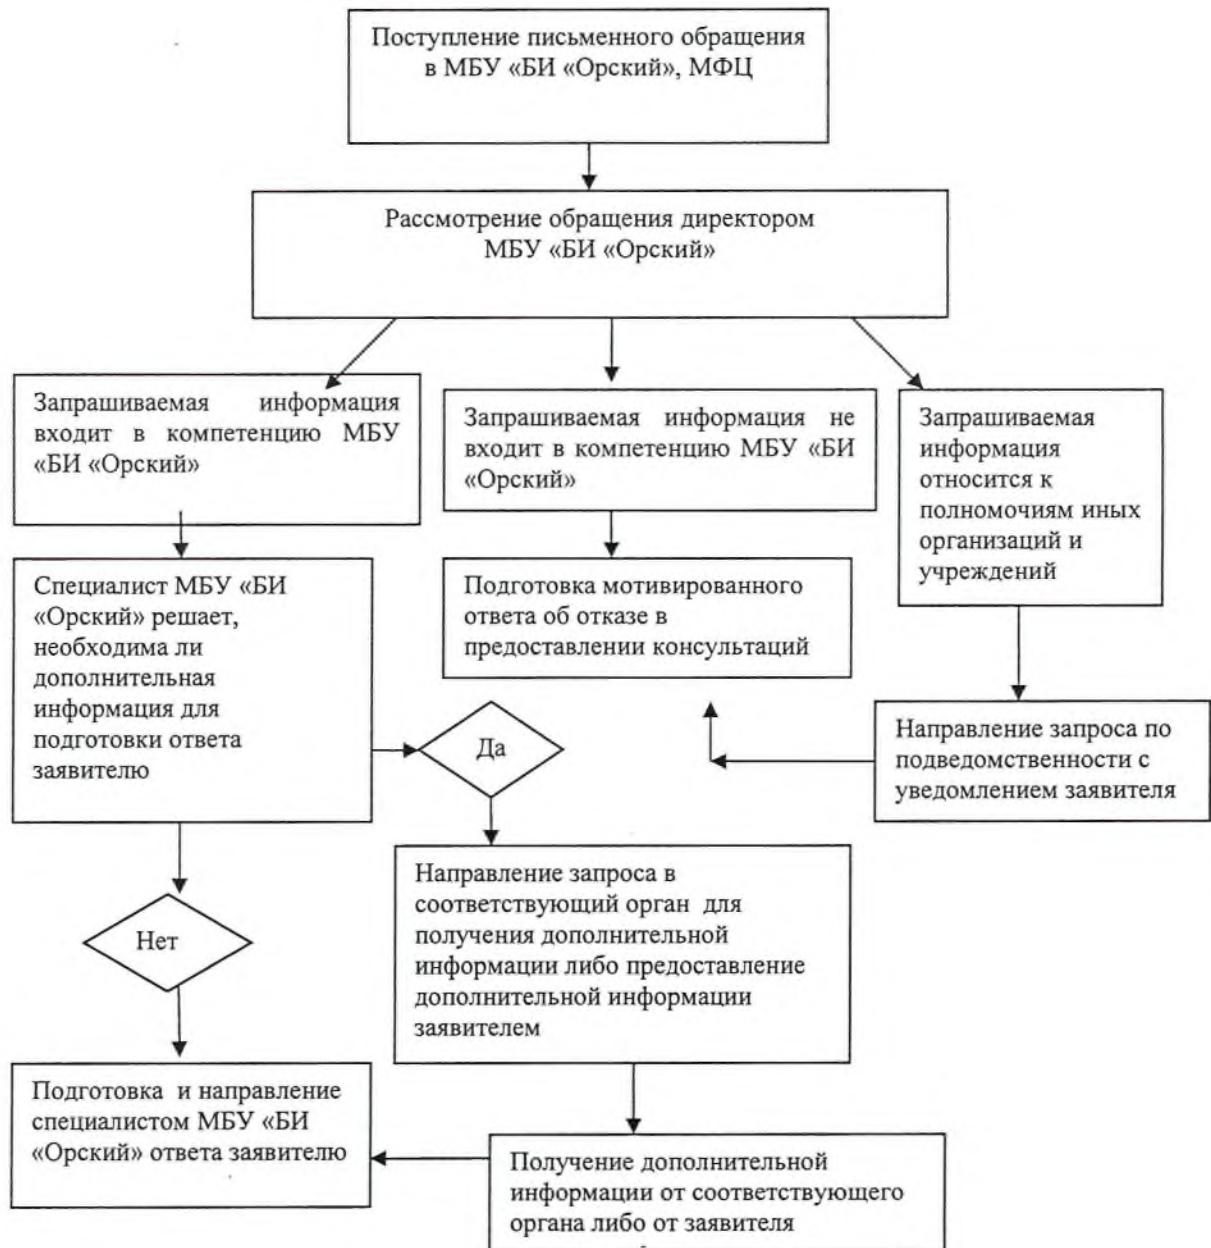 Поступление письменного обращения
в МБУ «БИ «Орский», МФЦ
Рассмотрение обращения директором
МБУ «БИ «Орский»
Запрашиваемая информация
входит в компетенцию МБУ
«БИ «Орский»
Запрашиваемая информация не
входит в компетенцию МБУ «БИ
«Орский»
Запрашиваемая
информация
относится к
полномочиям иных
организаций и
учреждений
Специалист МБУ «БИ
«Орский» решает,
необходима ли
дополнительная
информация для
подготовки ответа
заявителю
Подготовка мотивированного
ответа об отказе в
предоставлении консультаций
Да
Направление запроса по
подведомственности с
уведомлением заявителя
Нет
Направление запроса в
соответствующий орган для
получения дополнительной
информации либо предоставление
дополнительной информации
заявителем
Подготовка и направление
специалистом МБУ «БИ
«Орский» ответа заявителю
Получение дополнительной
информации от соответствующего
органа либо от заявителя